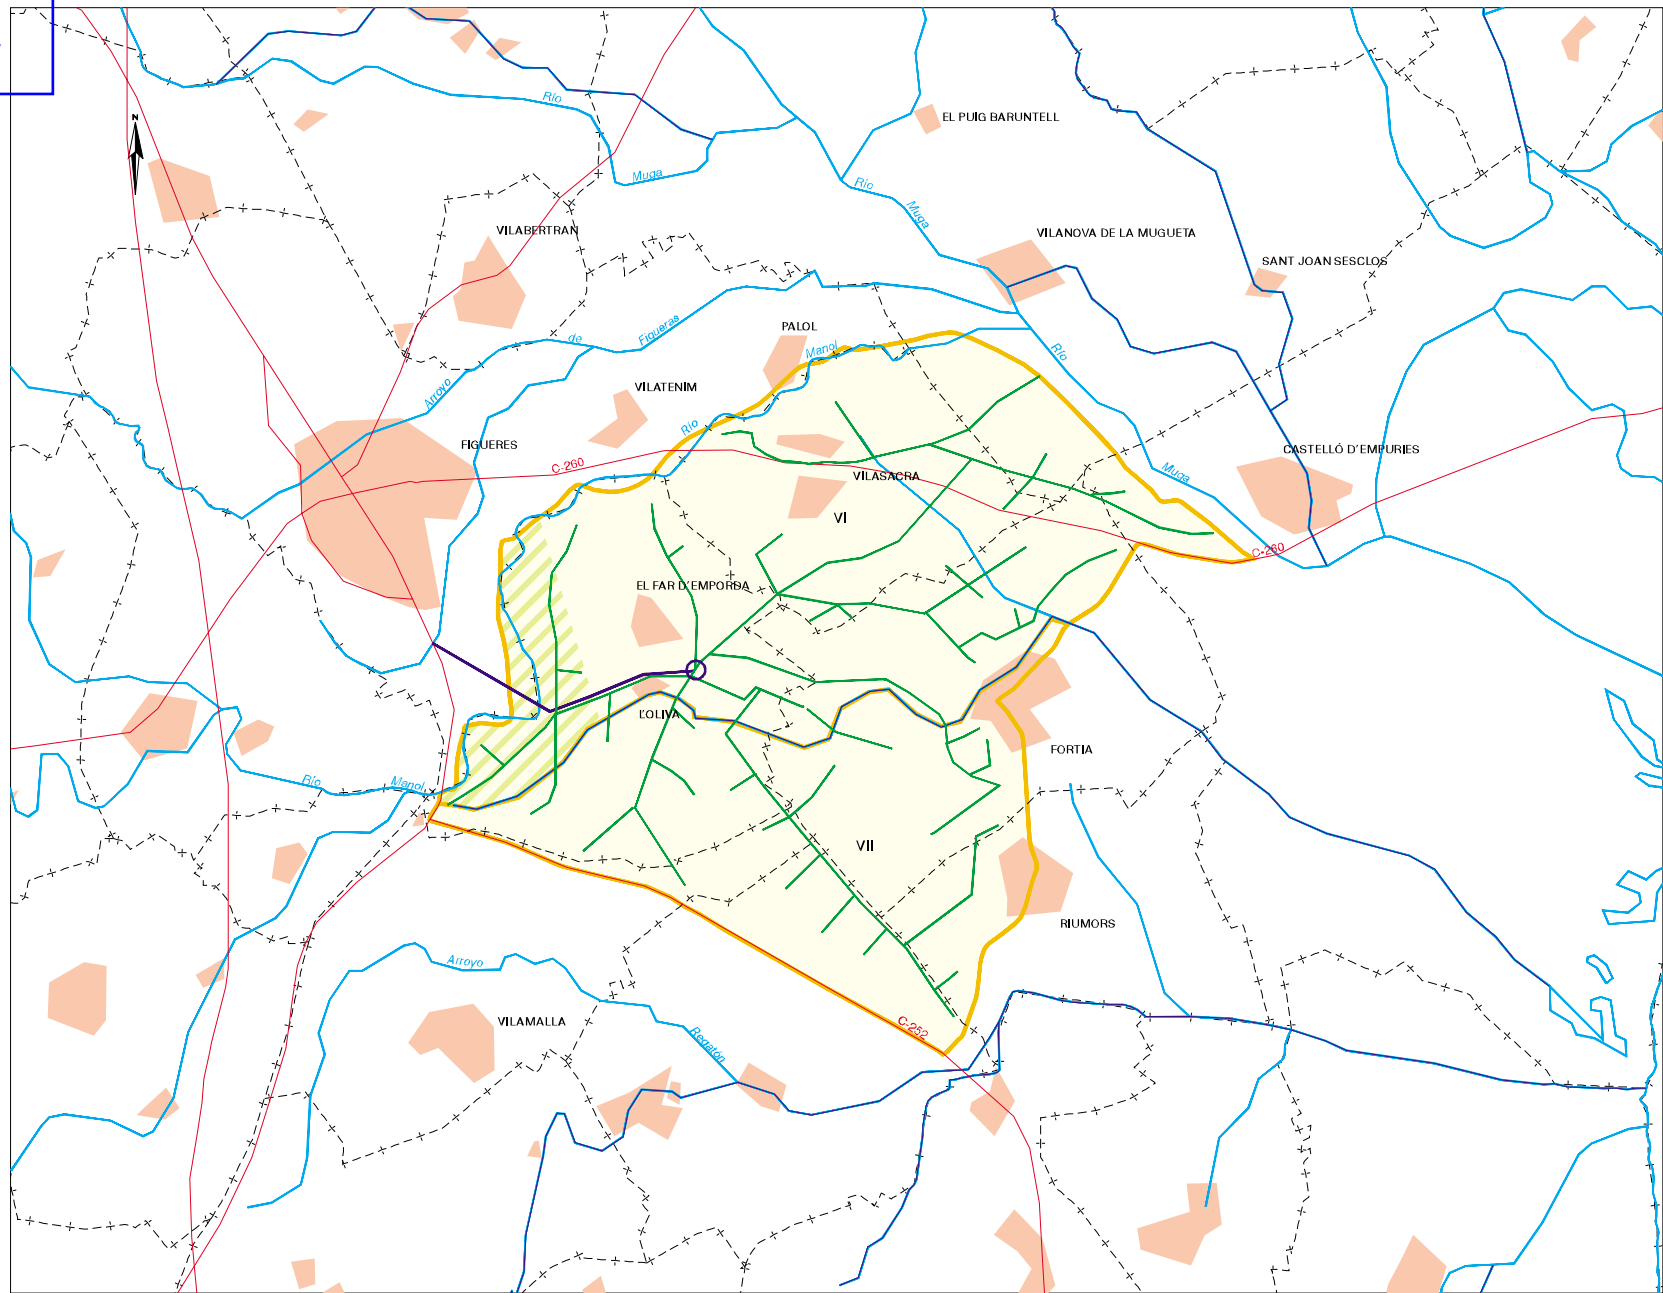 Río
EL PUIG BARUNTELL
N
Muga
Río
Muga
VILABERTRAN
VILANOVA DE LA MUGUETA
SANT JOAN SESCLOS
PALOL
de
Figueras
Manol
Río
Arroyo
VILATENIM
Río
FIGUERES
C-260
CASTELLÓ D'EMPURIES
VILASACRA
Muga
VI
C-260
EL FAR D'EMPORDA
L'OLIVA
FORTIA
Río
Manol
VII
RIUMORS
Arroyo
VILAMALLA
Regatón
C-252